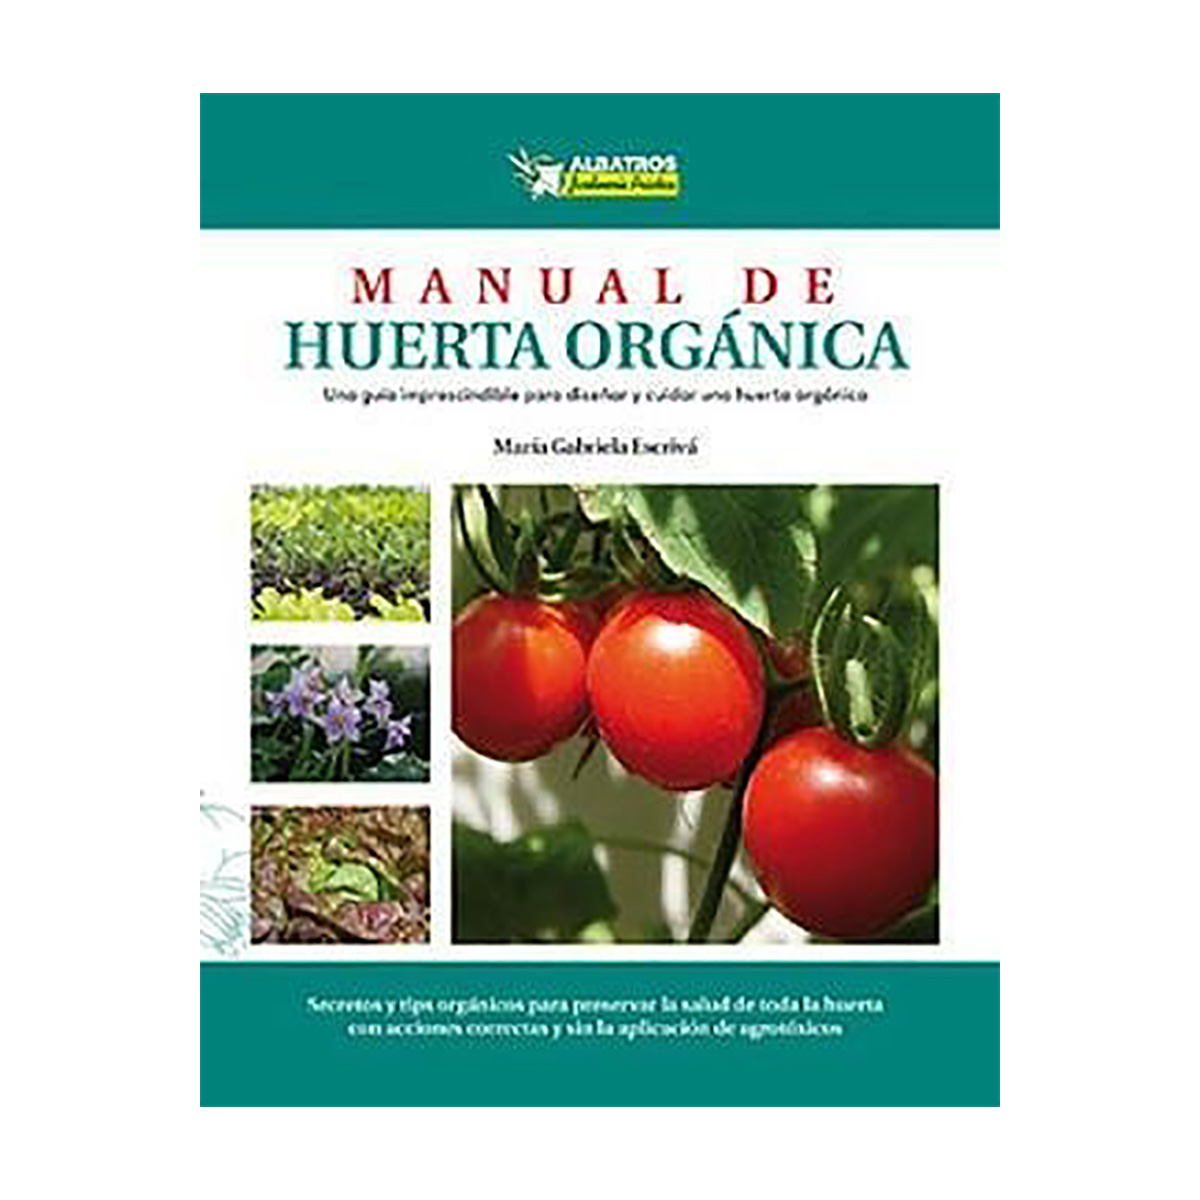 ALBATROS
MANUAL DE
HUERTA ORGÁNICA
Una guía imprescindible para diseñar y cuidar una huerta orgánica
María Gabriela Escrivá
Secretos y tips orgánicos para preservar la salud de toda la huerta
con acciones correctas y sin la aplicación de agrotóxicos